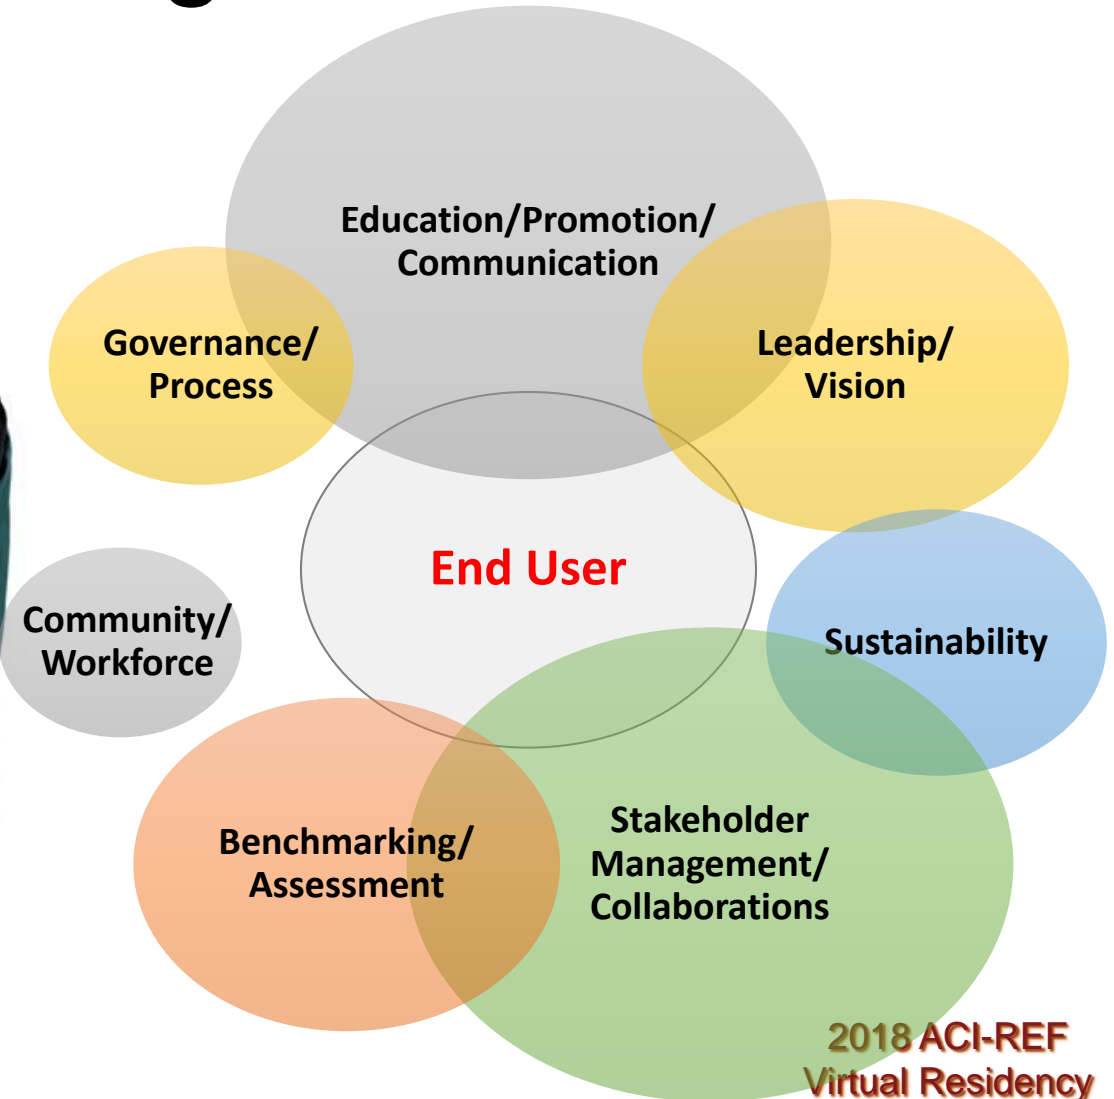 g
Education/Promotion/
Communication
Governance/
Process
Leadership/
Vision
End User
Community/
Workforce
Sustainability
Benchmarking/
Assessment
Stakeholder
Management/
Collaborations
2018 ACI-REF
Virtual Residency